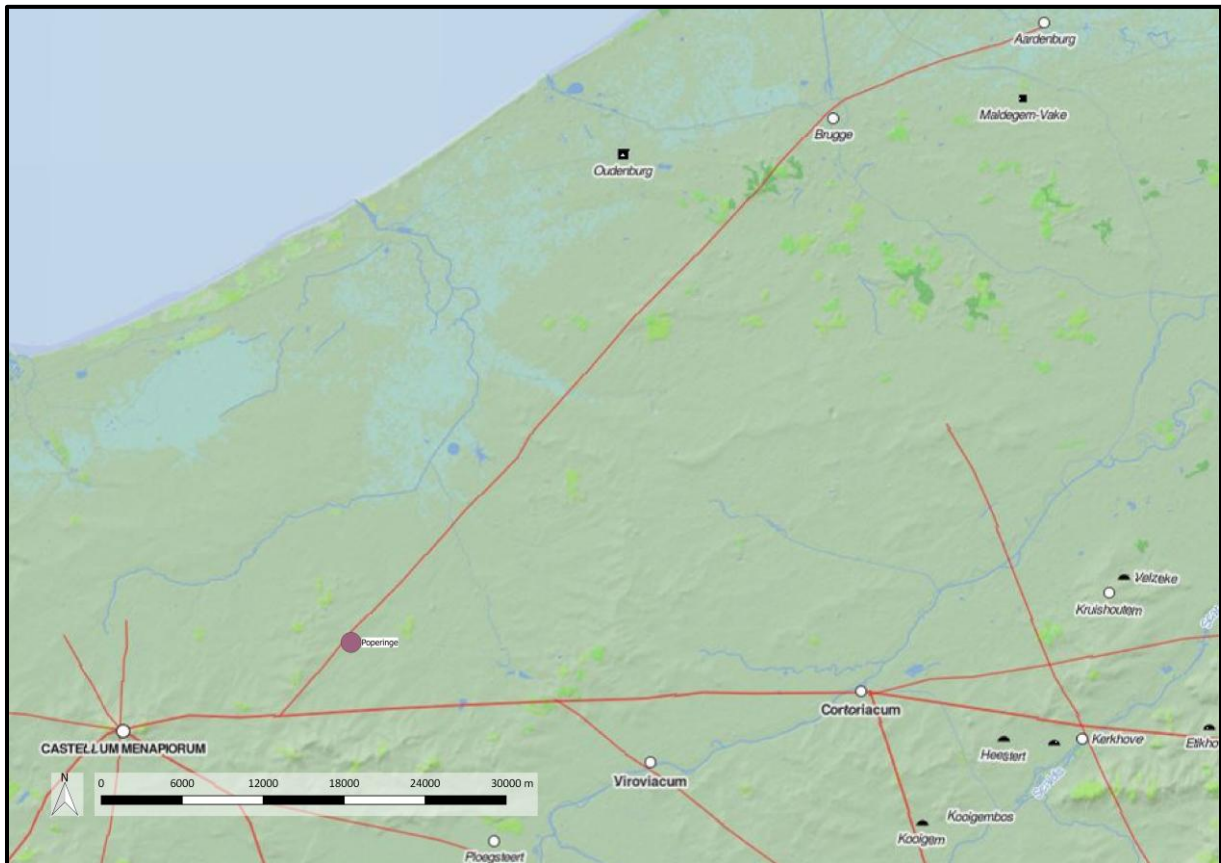 Aardenburg
Maldegem-Vake
Brugge
Oudenburg
Velzeke
Kruishoutem
Poperinge
Cortoriacum
CASTELLUM MENAPIORUM
Heestert
Kerkhove
Viroviacum
N
0 6000 12000 18000 24000 30000 m
Kooigembos
Kooigem
Ploegsteert